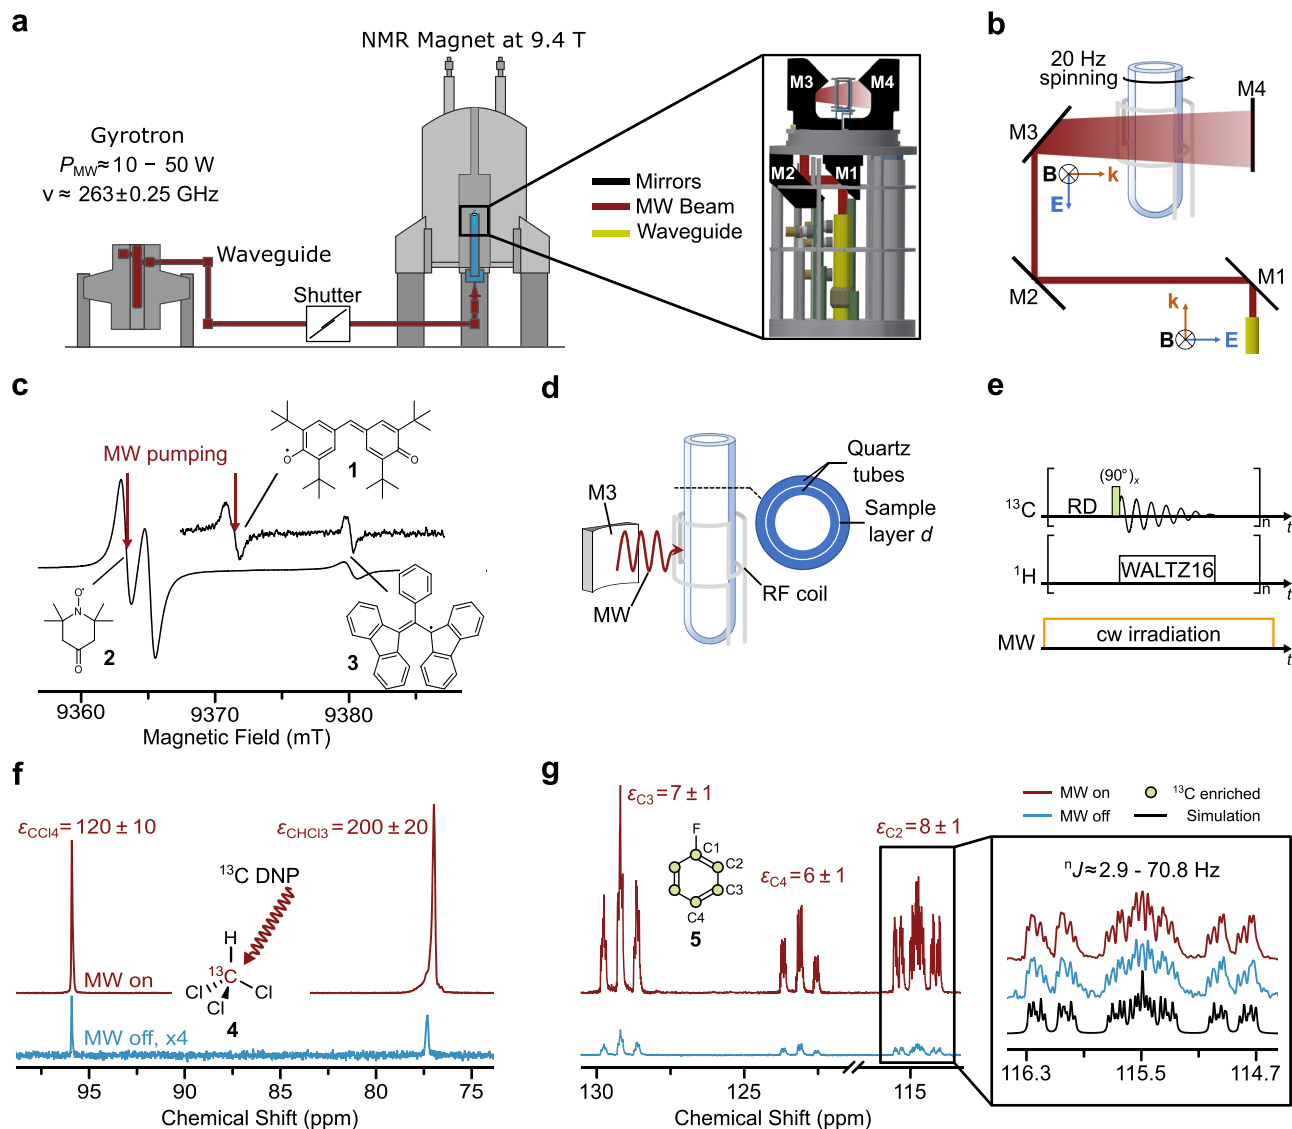 a
NMR Magnet at 9.4 T
Gyrotron
P_MW ≈ 10 − 50 W
ν ≈ 263±0.25 GHz
Waveguide
Shutter
Mirrors
MW Beam
Waveguide
M3
M4
M2
M1
b
20 Hz
spinning
M4
M3
B
k
E
M2
M1
k
B
E
c
MW pumping
O
O
1
O
N
O
2
3
9360
9370
9380
Magnetic Field (mT)
d
M3
MW
Quartz
tubes
Sample
layer d
RF coil
e
(90°)ₓ
¹³C
RD
n
t
¹H
WALTZ16
n
t
MW
cw irradiation
t
f
ε_CCl4 = 120 ± 10
ε_CHCl3 = 200 ± 20
¹³C DNP
H
¹³C
Cl
Cl
Cl
4
MW on
MW off, x4
95
90
85
80
75
Chemical Shift (ppm)
g
ε_C3 = 7 ± 1
F
C1
C2
C3
C4
5
ε_C4 = 6 ± 1
ε_C2 = 8 ± 1
MW on
¹³C enriched
MW off
Simulation
ⁿJ ≈ 2.9 - 70.8 Hz
116.3
115.5
114.7
130
125
115
Chemical Shift (ppm)